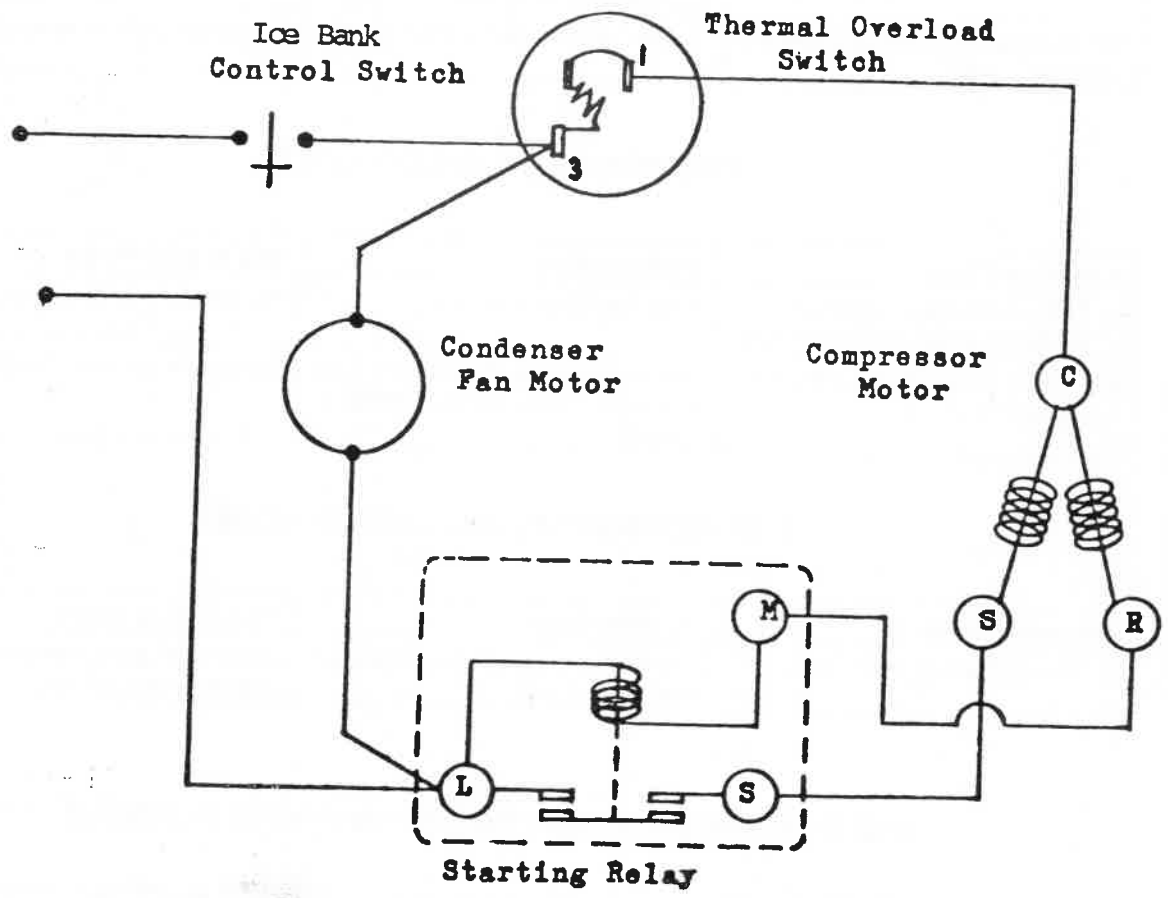 Ice Bank
Control Switch
Thermal Overload
Switch
1
3
Condenser
Fan Motor
Compressor
Motor
C
S
R
M
L
S
Starting Relay